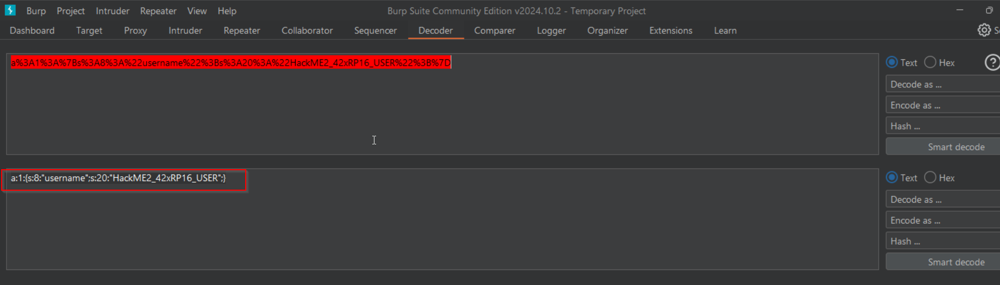 Burp Project Intruder Repeater View Help Burp Suite Community Edition v2024.10.2 - Temporary Project
Dashboard Target Proxy Intruder Repeater Collaborator Sequencer Decoder Comparer Logger Organizer Extensions Learn
a%3A1%3A%7Bs%3A8%3A%22username%22%3Bs%3A20%3A%22HackME2_42xRP16_USER%22%3B%7D
Text Hex ?
Decode as ...
Encode as ...
Hash ...
Smart decode
a:1:{s:8:"username";s:20:"HackME2_42xRP16_USER";}
Text Hex
Decode as ...
Encode as ...
Hash ...
Smart decode